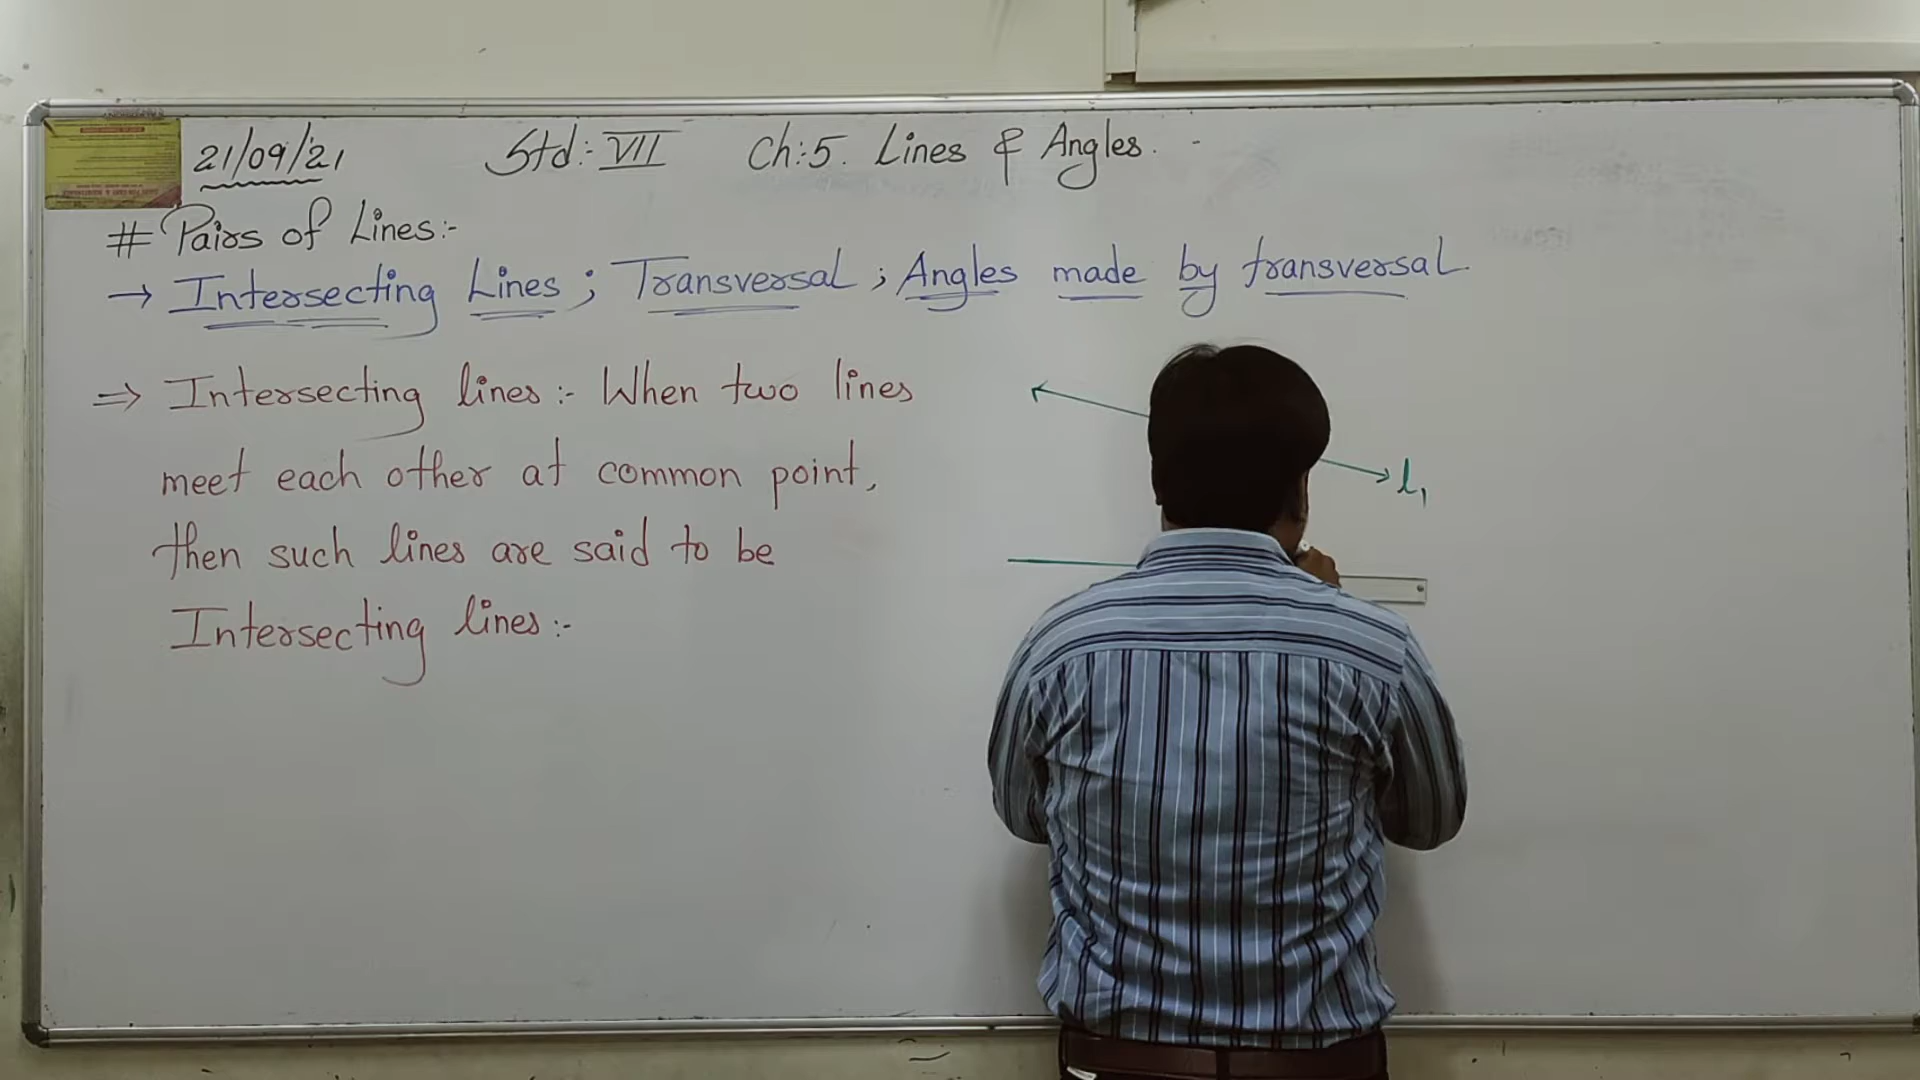 21/09/21 Std:- VII Ch:5. Lines & Angles.
# Pairs of Lines:-
→ Intersecting Lines ; Transversal ; Angles made by transversal.
⇒ Intersecting lines :- When two lines
meet each other at common point,
then such lines are said to be
Intersecting lines :-
l₁